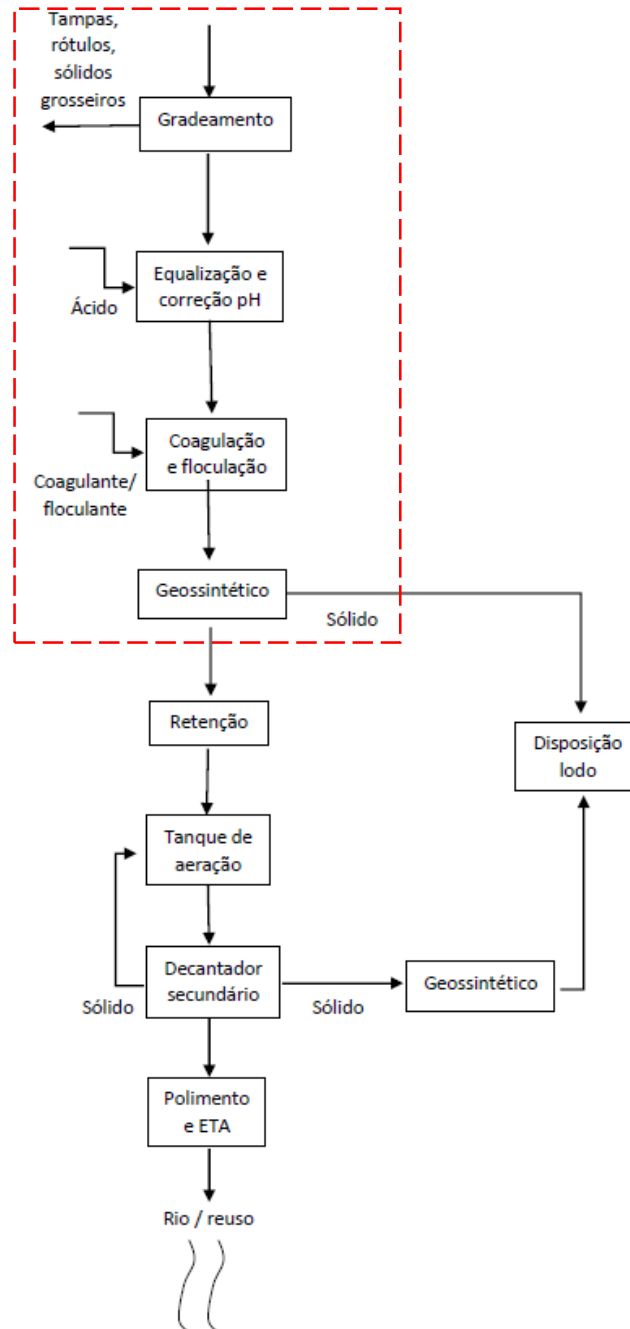 Tampas,
rótulos,
sólidos
grosseiros
Gradeamento
Equalização e
correção pH
Ácido
Coagulação
e floculação
Coagulante/
floculante
Geossintético
Sólido
Retenção
Disposição
lodo
Tanque de
aeração
Decantador
secundário
Sólido
Sólido
Geossintético
Polimento
e ETA
Rio / reuso